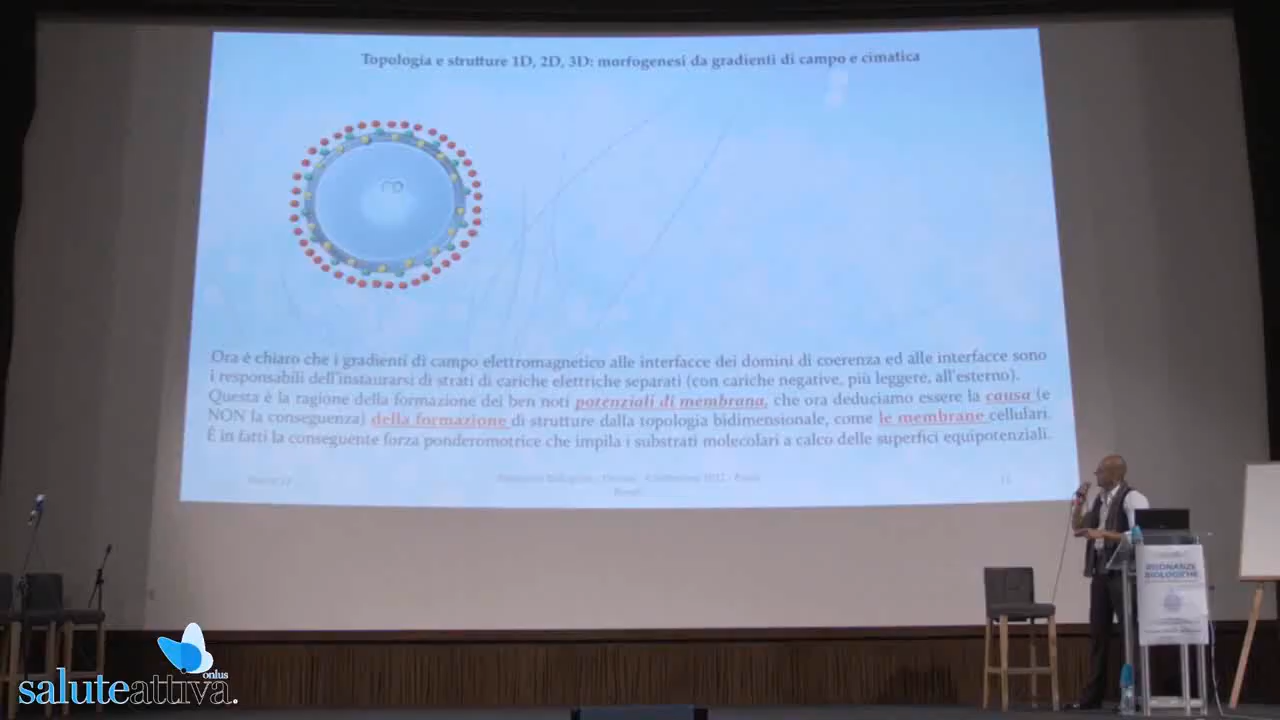 Topologia e strutture 1D, 2D, 3D: morfogenesi da gradienti di campo e cimatica
CD
Ora è chiaro che i gradienti di campo elettromagnetico alle interfacce dei domini di coerenza ed alle interfacce sono
i responsabili dell'instaurarsi di strati di cariche elettriche separati (con cariche negative, più leggere, all'esterno).
Questa è la ragione della formazione dei ben noti potenziali di membrana, che ora deduciamo essere la causa (e
NON la conseguenza) della formazione di strutture dalla topologia bidimensionale, come le membrane cellulari.
È in fatti la conseguente forza ponderomotrice che impila i substrati molecolari a calco delle superfici equipotenziali.
RISONANZE
BIOLOGICHE
onlus
saluteattiva.